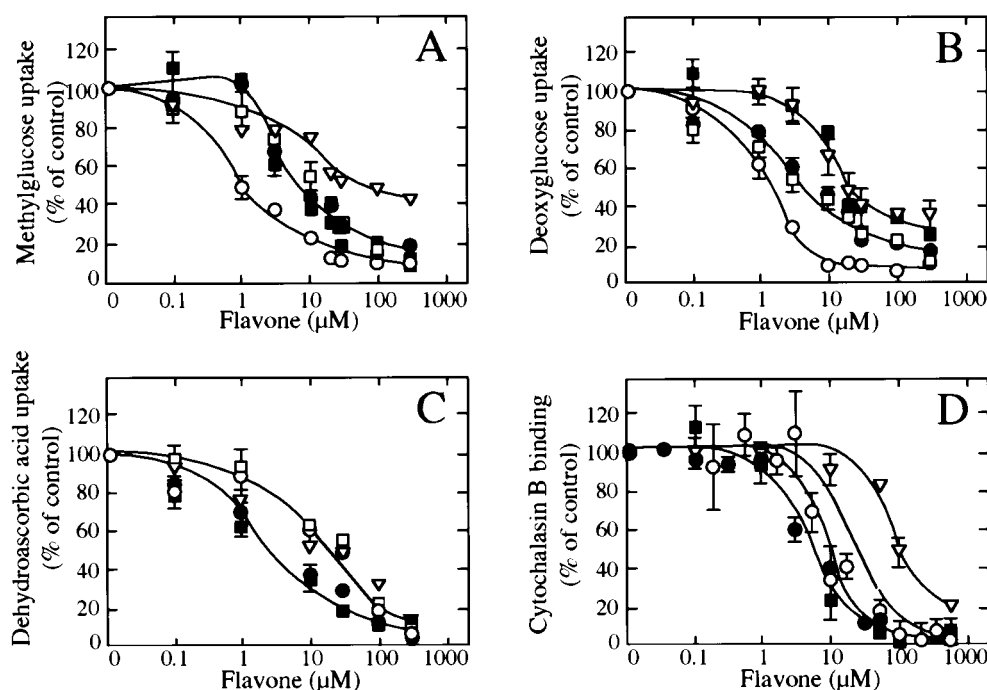 A
Methylglucose uptake
(% of control)
120
100
80
60
40
20
0
0 0.1 1 10 100 1000
Flavone (µM)
B
Deoxyglucose uptake
(% of control)
120
100
80
60
40
20
0
0 0.1 1 10 100 1000
Flavone (µM)
C
Dehydroascorbic acid uptake
(% of control)
120
100
80
60
40
20
0
0 0.1 1 10 100 1000
Flavone (µM)
D
Cytochalasin B binding
(% of control)
120
100
80
60
40
20
0
0 0.1 1 10 100 1000
Flavone (µM)